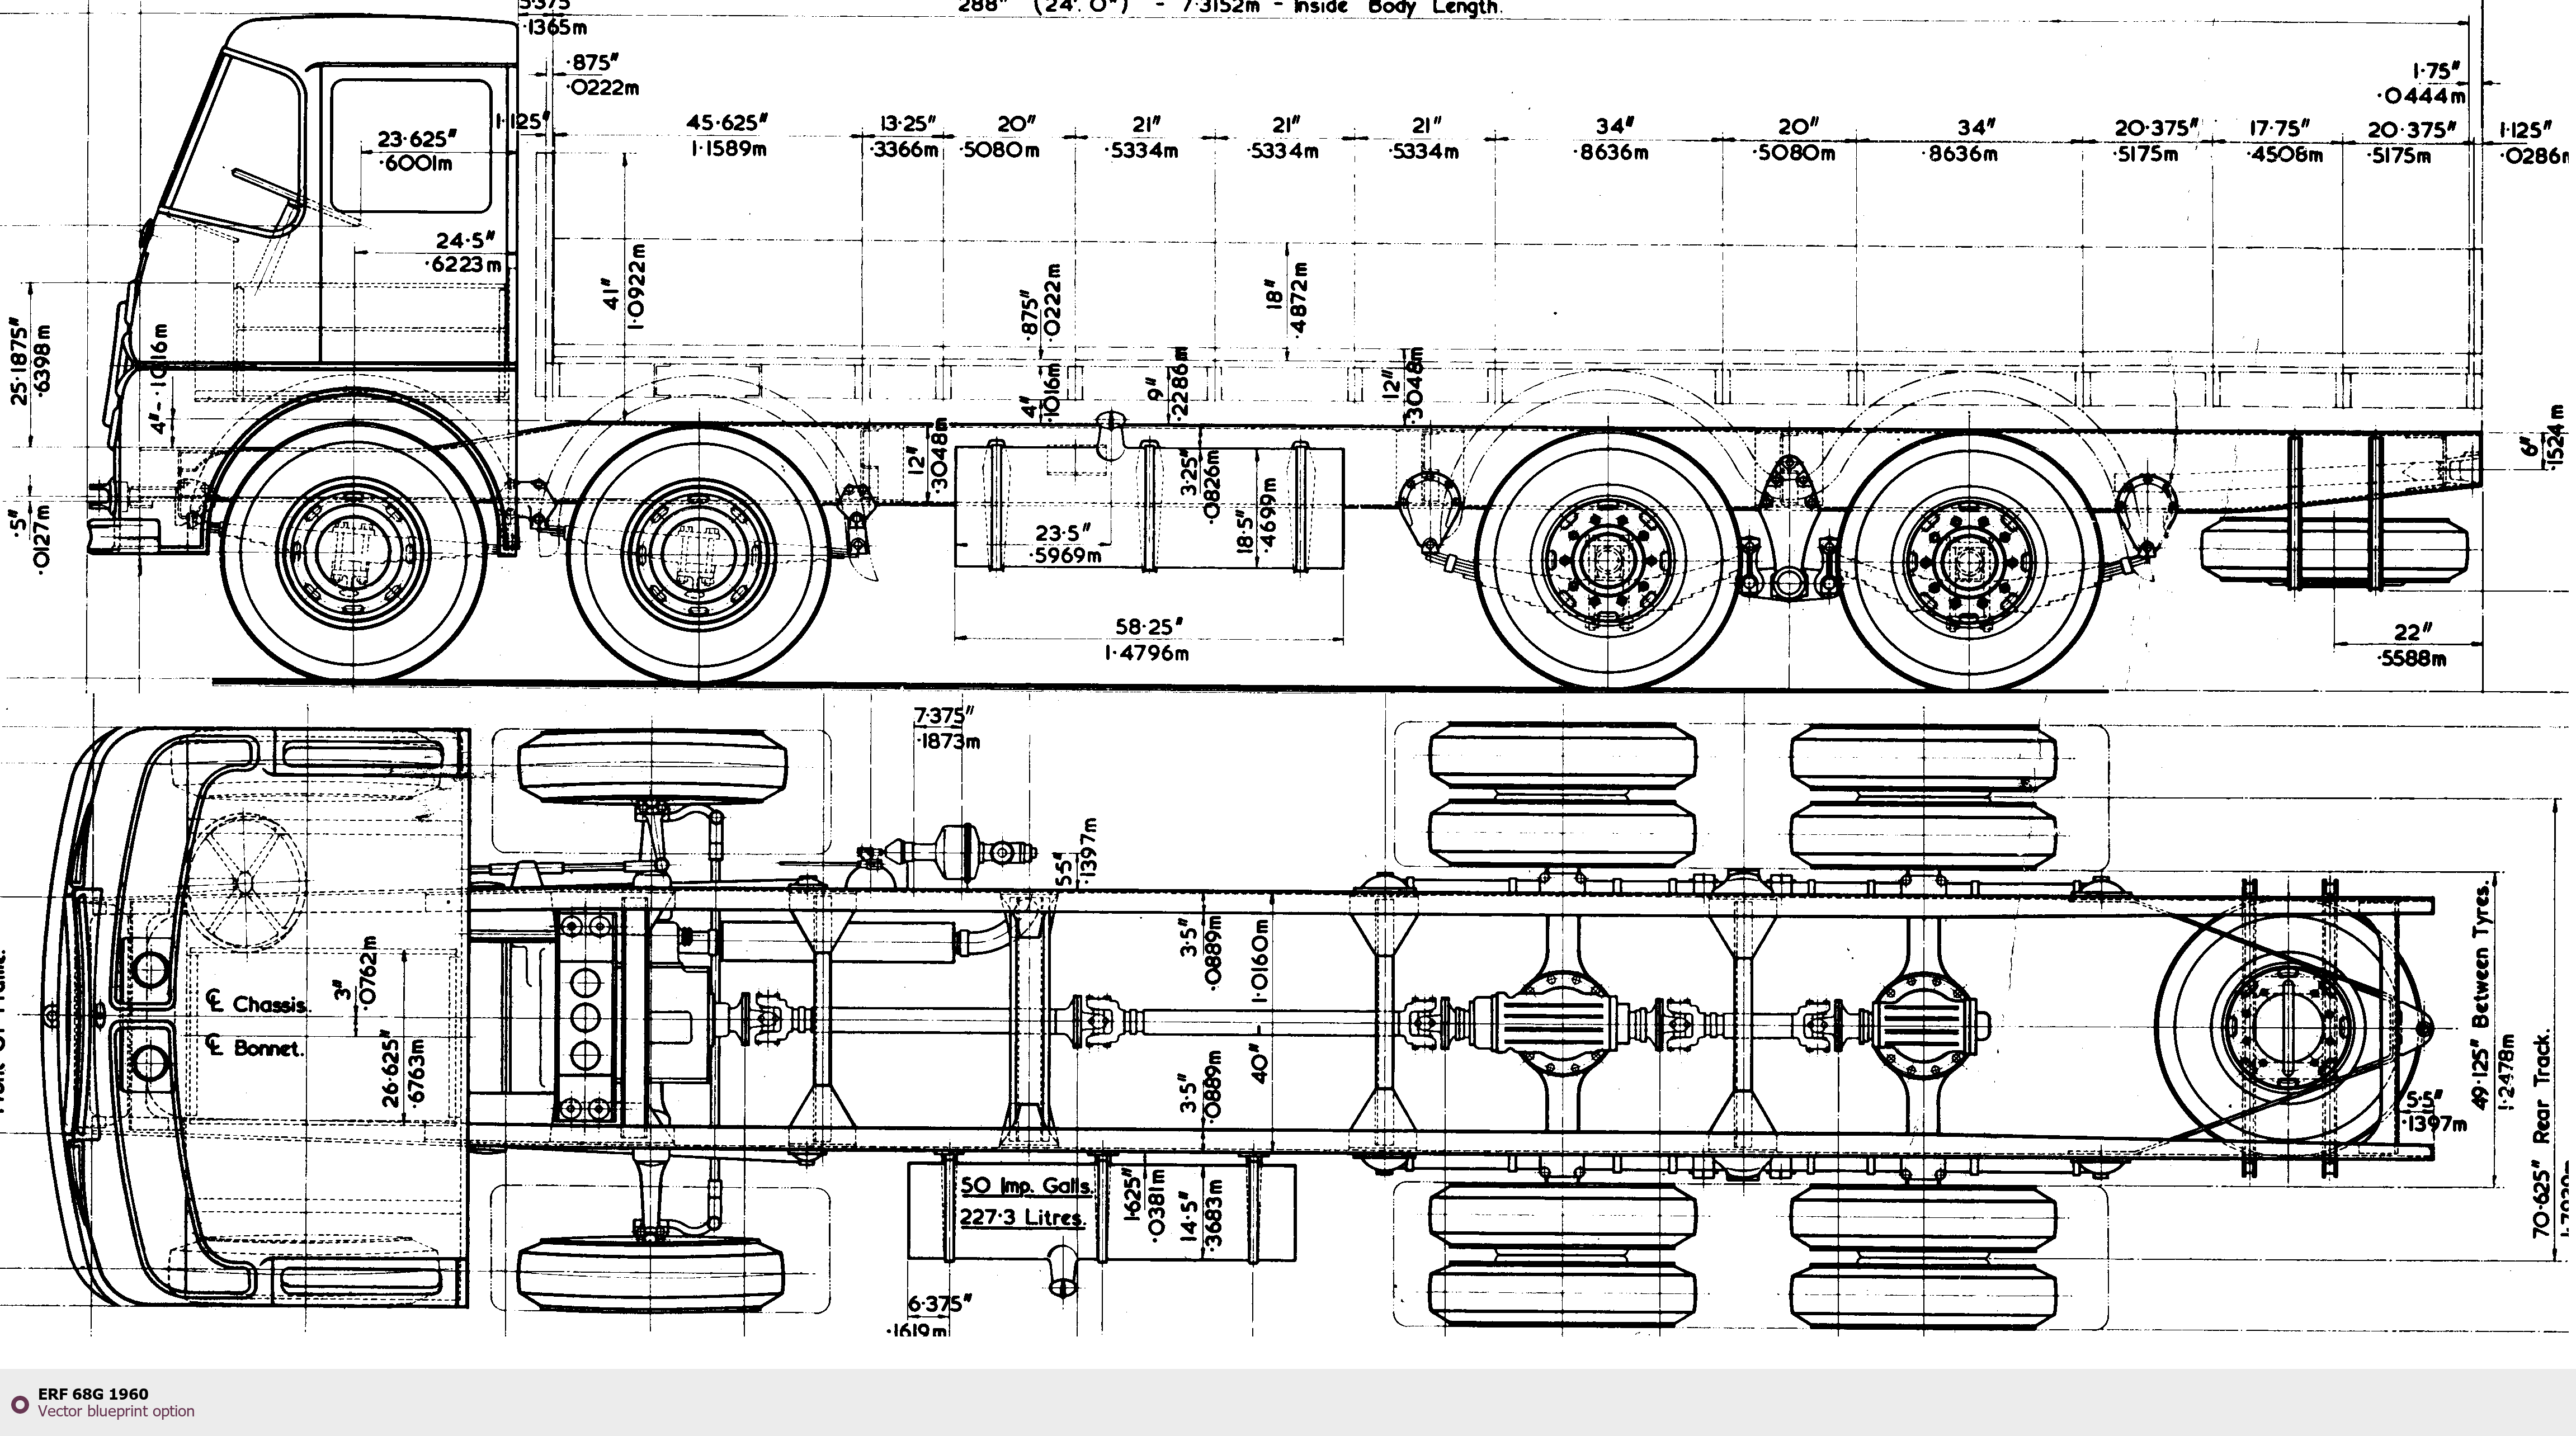 5·375"
·1365m
288" (24'. 0") - 7·3152m - Inside Body Length.
·875"
·0222m
1·75"
·0444m
1·125"
45·625"
1·1589m
13·25"
·3366m
20"
·5080m
21"
·5334m
21"
·5334m
21"
·5334m
34"
·8636m
20"
·5080m
34"
·8636m
20·375"
·5175m
17·75"
·4508m
20·375"
·5175m
1·125"
·0286m
23·625"
·6001m
24·5"
·6223m
41"
1·0922m
·875"
·0222m
18"
·4872m
25·1875"
·6398m
4"- ·1016m
4"
·1016m
9"
·2286m
12"
·3048m
12"
·3048m
3·25"
·0826m
18·5"
·4699m
6"
·1524m
·5"
·0127m
23·5"
·5969m
58·25"
1·4796m
22"
·5588m
7·375"
·1873m
5·5"
·1397m
3·5"
·0889m
40"- 1·0160m
3·5"
·0889m
℄ Chassis.
℄ Bonnet.
3"
·0762m
26·625"
·6763m
50 Imp. Galls.
227·3 Litres.
1·625"
·0381m
14·5"
·3683m
6·375"
·1619m
5·5"
·1397m
49·125" Between Tyres.
1·2478m
70·625" Rear Track.
ERF 68G 1960
Vector blueprint option